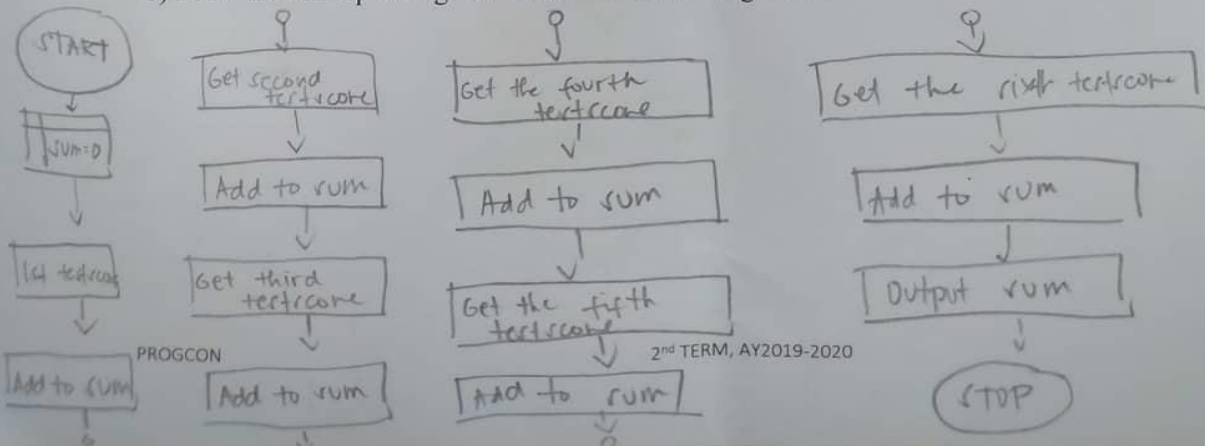 START
sum=0
1st testscore
Add to sum
Get second
testscore
Add to sum
Get third
testscore
Add to sum
Get the fourth
testscore
Add to sum
Get the fifth
testscore
Add to sum
Get the sixth testscore
Add to sum
Output sum
STOP
PROGCON
2nd TERM, AY2019-2020